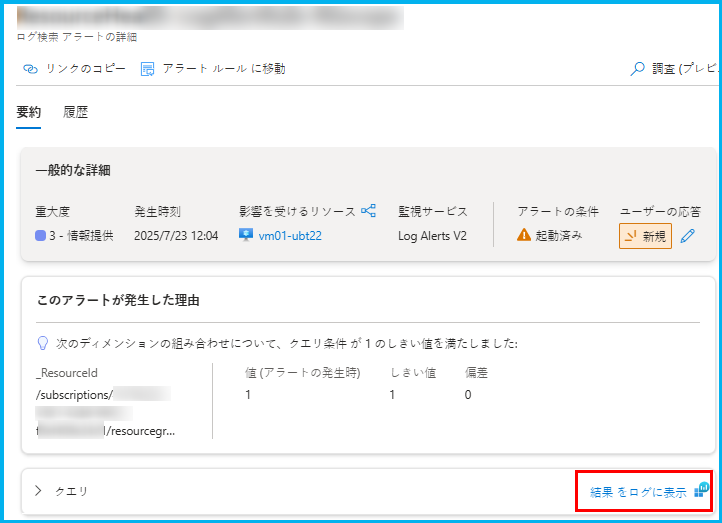 ログ検索 アラートの詳細
リンクのコピー アラート ルール に移動 調査 (プレビ
要約 履歴
一般的な詳細
重大度 発生時刻 影響を受けるリソース 監視サービス アラートの条件 ユーザーの応答
3 - 情報提供 2025/7/23 12:04 vm01-ubt22 Log Alerts V2 起動済み 新規
このアラートが発生した理由
次のディメンションの組み合わせについて、クエリ条件 が 1 のしきい値を満たしました:
_ResourceId 値 (アラートの発生時) しきい値 偏差
/subscriptions/ 1 1 0
/resourcegr...
クエリ 結果 をログに表示